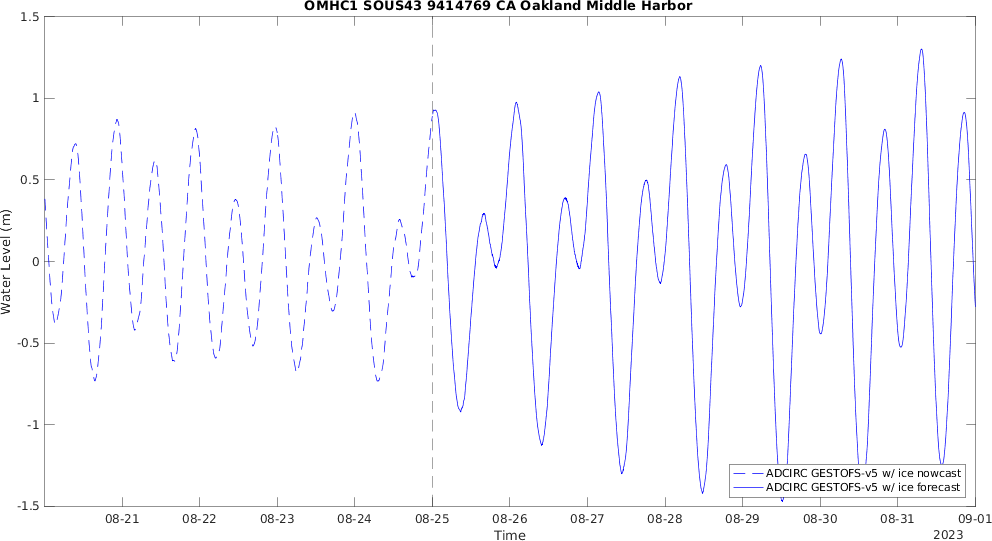 OMHC1 SOUS43 9414769 CA Oakland Middle Harbor
1.5
1
0.5
0
-0.5
-1
-1.5
Water Level (m)
ADCIRC GESTOFS-v5 w/ ice nowcast
ADCIRC GESTOFS-v5 w/ ice forecast
08-21 08-22 08-23 08-24 08-25 08-26 08-27 08-28 08-29 08-30 08-31 09-01
Time
2023